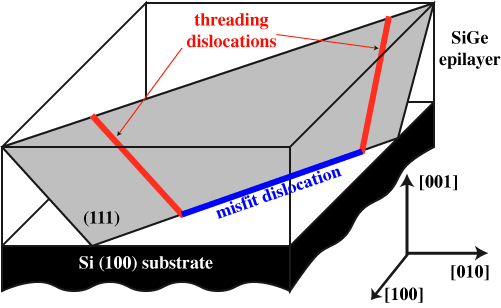 threading
dislocations
SiGe
epilayer
misfit dislocation
(111)
[001]
Si (100) substrate
[010]
[100]